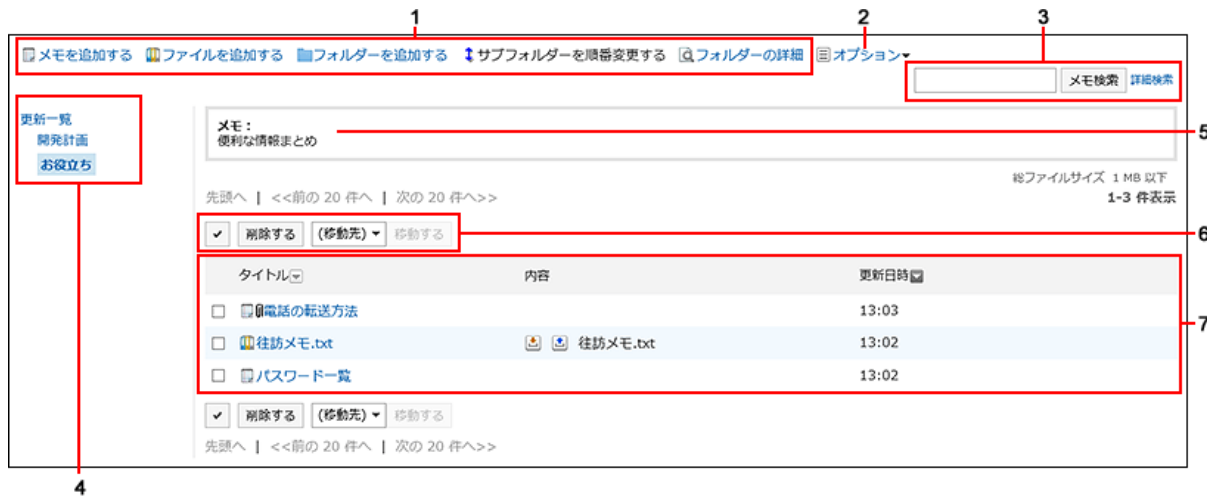 1 2 3
メモを追加する ファイルを追加する フォルダーを追加する サブフォルダーを順番変更する フォルダーの詳細 オプション
メモ検索 詳細検索
更新一覧
開発計画
お役立ち
4
メモ：
便利な情報まとめ
5
総ファイルサイズ 1 MB 以下
先頭へ | <<前の 20 件へ | 次の 20 件へ>>
1-3 件表示
削除する (移動先) 移動する
6
タイトル 内容 更新日時
電話の転送方法 13:03
往訪メモ.txt 往訪メモ.txt 13:02
パスワード一覧 13:02
7
削除する (移動先) 移動する
先頭へ | <<前の 20 件へ | 次の 20 件へ>>